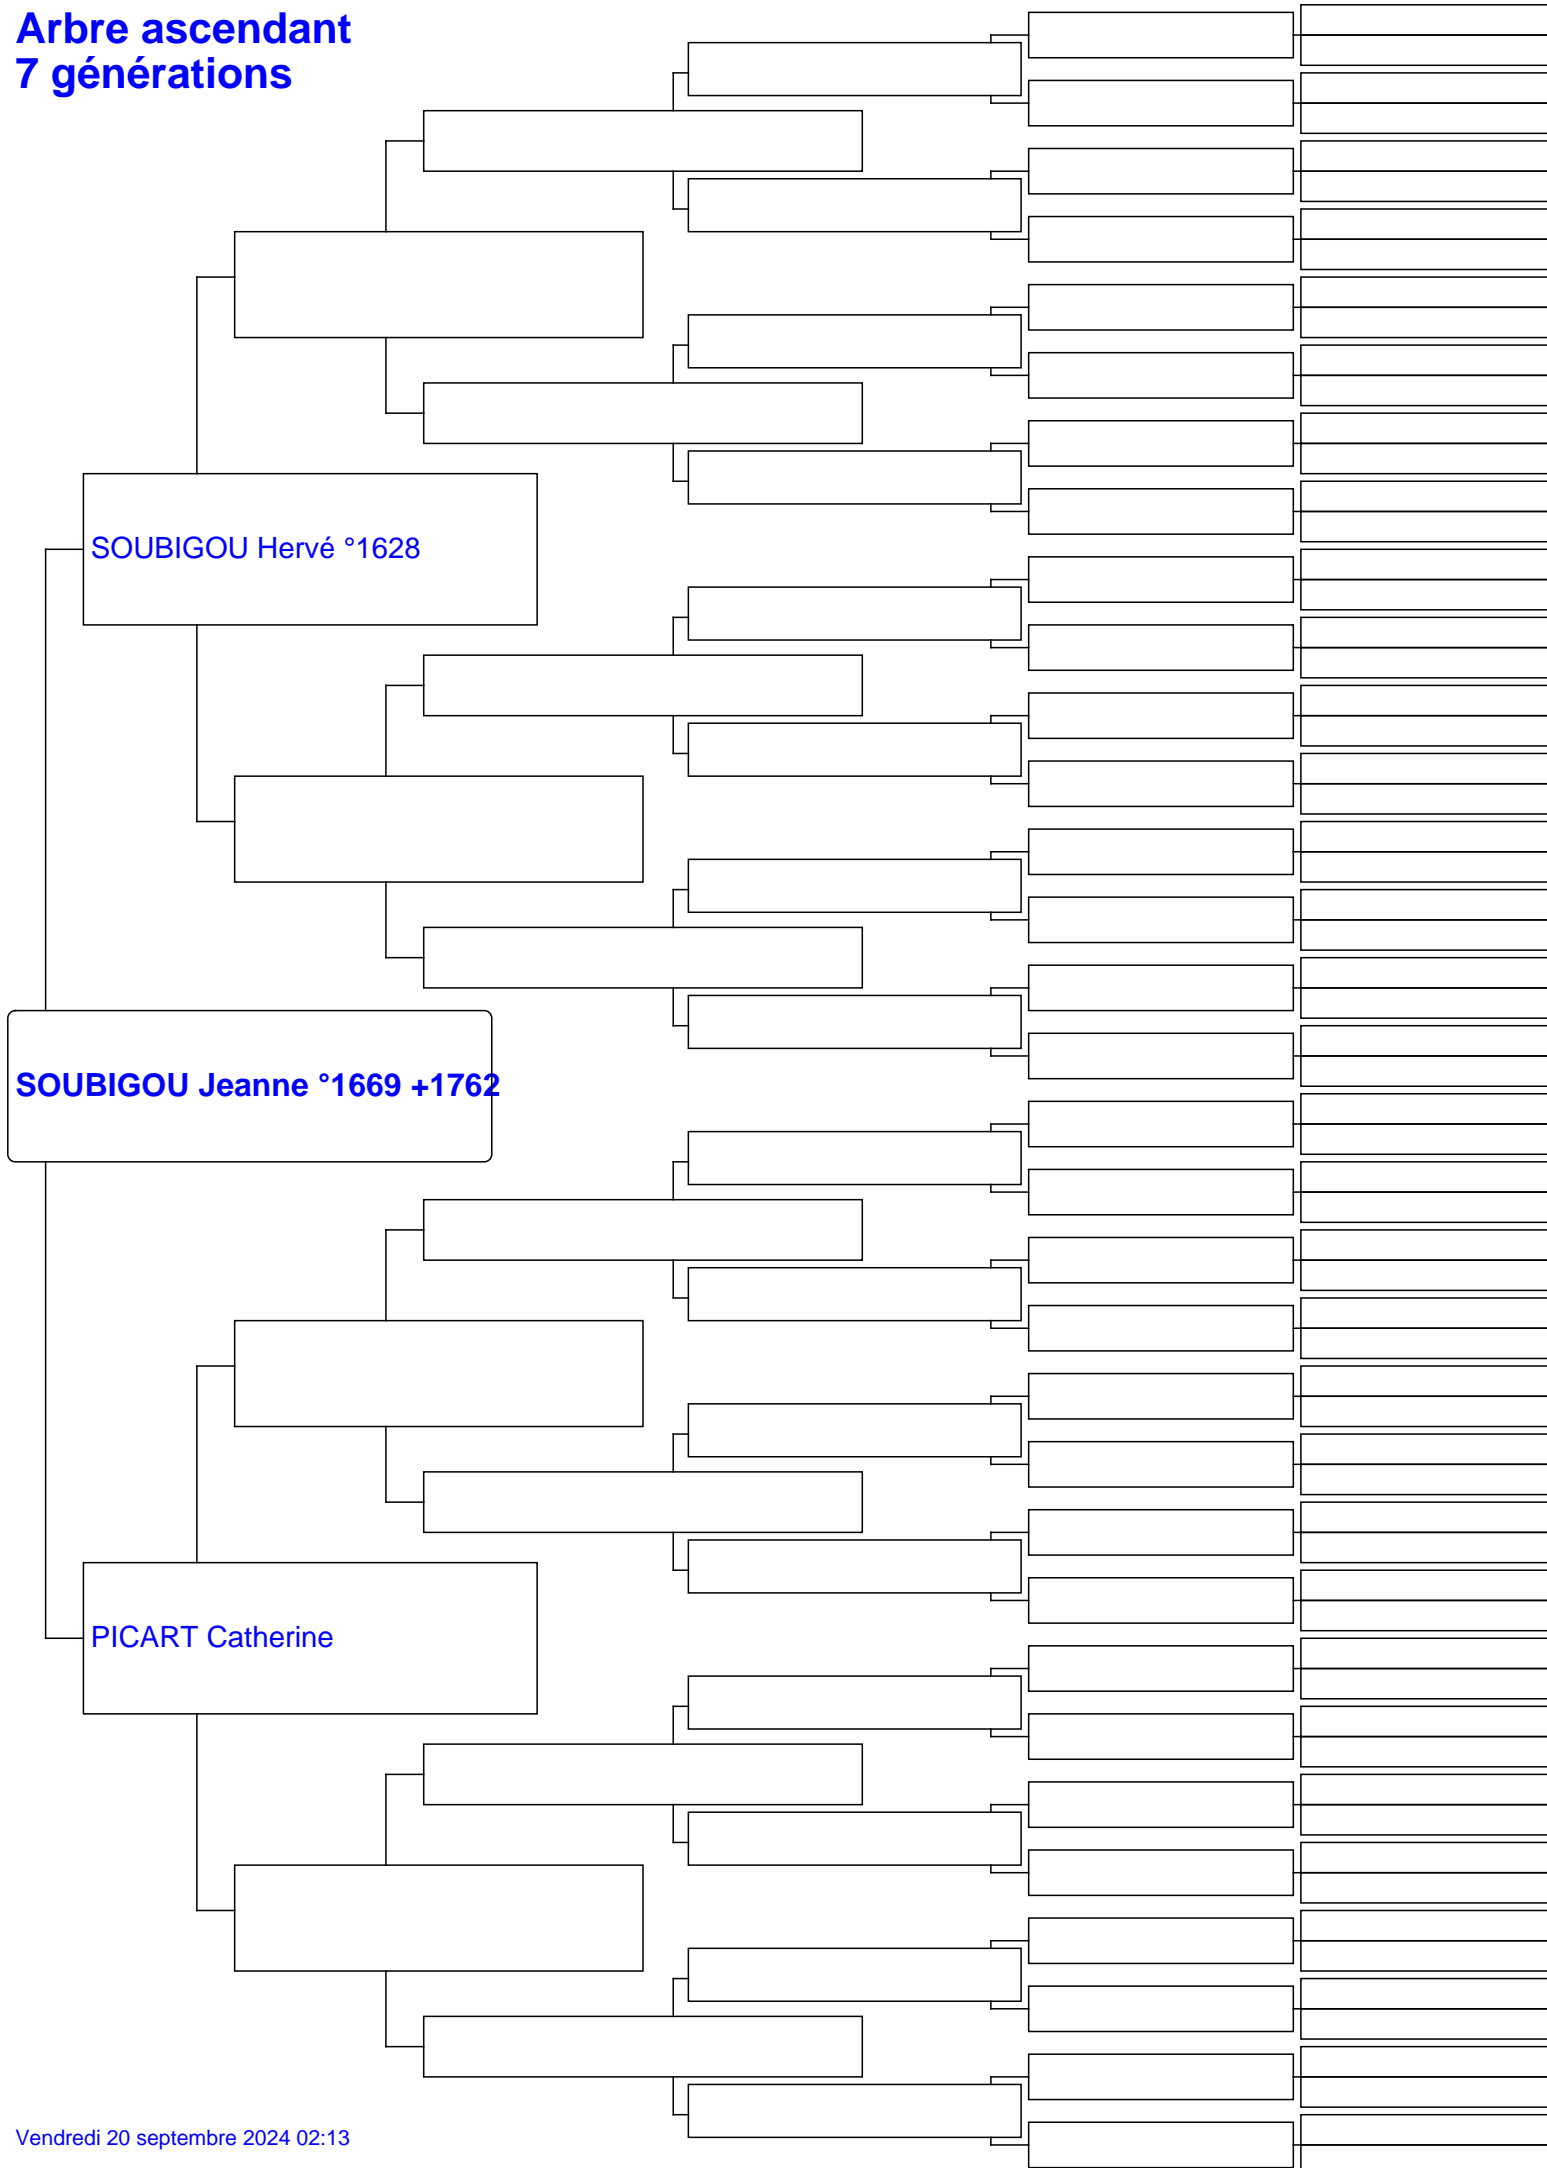 Arbre ascendant
7 générations
SOUBIGOU Hervé °1628
SOUBIGOU Jeanne °1669 +1762
PICART Catherine
Vendredi 20 septembre 2024 02:13